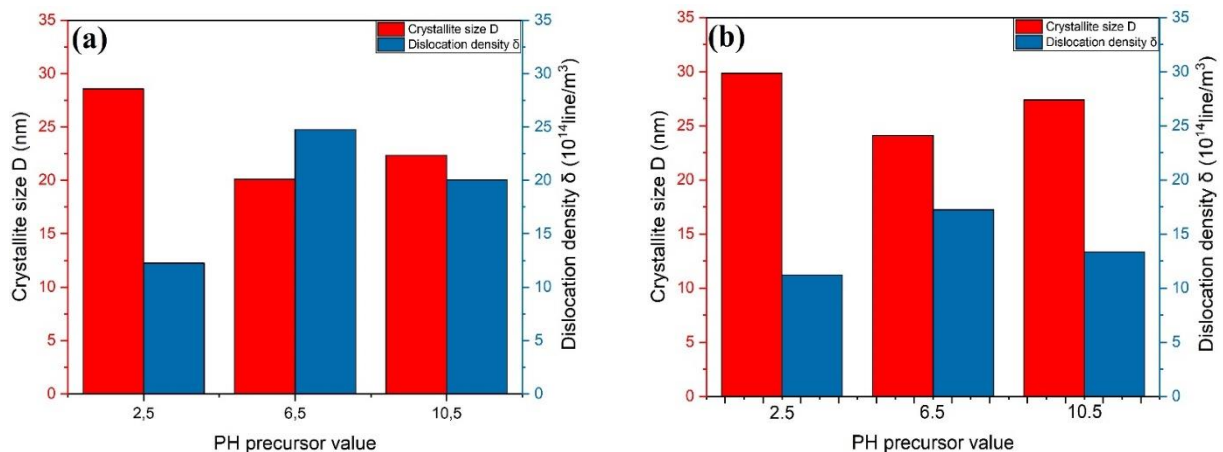 (a)
Crystallite size D
Dislocation density δ
Crystallite size D (nm)
35
30
25
20
15
10
5
0
35
30
25
20
15
10
5
0
Dislocation density δ (10¹⁴line/m³)
2,5 6,5 10,5
PH precursor value
(b)
Crystallite size D
Dislocation density δ
Crystallite size D (nm)
35
30
25
20
15
10
5
0
35
30
25
20
15
10
5
0
Dislocation density δ (10¹⁴line/m³)
2.5 6.5 10.5
PH precursor value